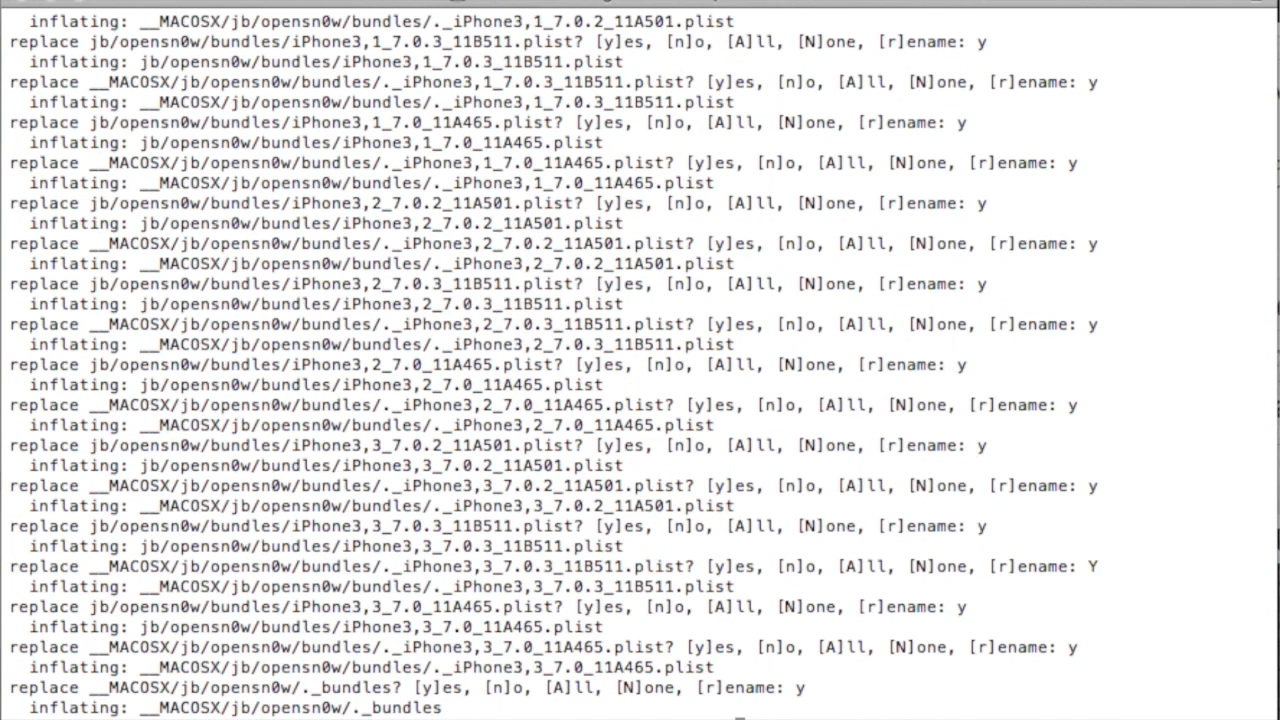 inflating: __MACOSX/jb/opensn0w/bundles/._iPhone3,1_7.0.2_11A501.plist
replace jb/opensn0w/bundles/iPhone3,1_7.0.3_11B511.plist? [y]es, [n]o, [A]ll, [N]one, [r]ename: y
inflating: jb/opensn0w/bundles/iPhone3,1_7.0.3_11B511.plist
replace __MACOSX/jb/opensn0w/bundles/._iPhone3,1_7.0.3_11B511.plist? [y]es, [n]o, [A]ll, [N]one, [r]ename: y
inflating: __MACOSX/jb/opensn0w/bundles/._iPhone3,1_7.0.3_11B511.plist
replace jb/opensn0w/bundles/iPhone3,1_7.0_11A465.plist? [y]es, [n]o, [A]ll, [N]one, [r]ename: y
inflating: jb/opensn0w/bundles/iPhone3,1_7.0_11A465.plist
replace __MACOSX/jb/opensn0w/bundles/._iPhone3,1_7.0_11A465.plist? [y]es, [n]o, [A]ll, [N]one, [r]ename: y
inflating: __MACOSX/jb/opensn0w/bundles/._iPhone3,1_7.0_11A465.plist
replace jb/opensn0w/bundles/iPhone3,2_7.0.2_11A501.plist? [y]es, [n]o, [A]ll, [N]one, [r]ename: y
inflating: jb/opensn0w/bundles/iPhone3,2_7.0.2_11A501.plist
replace __MACOSX/jb/opensn0w/bundles/._iPhone3,2_7.0.2_11A501.plist? [y]es, [n]o, [A]ll, [N]one, [r]ename: y
inflating: __MACOSX/jb/opensn0w/bundles/._iPhone3,2_7.0.2_11A501.plist
replace jb/opensn0w/bundles/iPhone3,2_7.0.3_11B511.plist? [y]es, [n]o, [A]ll, [N]one, [r]ename: y
inflating: jb/opensn0w/bundles/iPhone3,2_7.0.3_11B511.plist
replace __MACOSX/jb/opensn0w/bundles/._iPhone3,2_7.0.3_11B511.plist? [y]es, [n]o, [A]ll, [N]one, [r]ename: y
inflating: __MACOSX/jb/opensn0w/bundles/._iPhone3,2_7.0.3_11B511.plist
replace jb/opensn0w/bundles/iPhone3,2_7.0_11A465.plist? [y]es, [n]o, [A]ll, [N]one, [r]ename: y
inflating: jb/opensn0w/bundles/iPhone3,2_7.0_11A465.plist
replace __MACOSX/jb/opensn0w/bundles/._iPhone3,2_7.0_11A465.plist? [y]es, [n]o, [A]ll, [N]one, [r]ename: y
inflating: __MACOSX/jb/opensn0w/bundles/._iPhone3,2_7.0_11A465.plist
replace jb/opensn0w/bundles/iPhone3,3_7.0.2_11A501.plist? [y]es, [n]o, [A]ll, [N]one, [r]ename: y
inflating: jb/opensn0w/bundles/iPhone3,3_7.0.2_11A501.plist
replace __MACOSX/jb/opensn0w/bundles/._iPhone3,3_7.0.2_11A501.plist? [y]es, [n]o, [A]ll, [N]one, [r]ename: y
inflating: __MACOSX/jb/opensn0w/bundles/._iPhone3,3_7.0.2_11A501.plist
replace jb/opensn0w/bundles/iPhone3,3_7.0.3_11B511.plist? [y]es, [n]o, [A]ll, [N]one, [r]ename: y
inflating: jb/opensn0w/bundles/iPhone3,3_7.0.3_11B511.plist
replace __MACOSX/jb/opensn0w/bundles/._iPhone3,3_7.0.3_11B511.plist? [y]es, [n]o, [A]ll, [N]one, [r]ename: Y
inflating: __MACOSX/jb/opensn0w/bundles/._iPhone3,3_7.0.3_11B511.plist
replace jb/opensn0w/bundles/iPhone3,3_7.0_11A465.plist? [y]es, [n]o, [A]ll, [N]one, [r]ename: y
inflating: jb/opensn0w/bundles/iPhone3,3_7.0_11A465.plist
replace __MACOSX/jb/opensn0w/bundles/._iPhone3,3_7.0_11A465.plist? [y]es, [n]o, [A]ll, [N]one, [r]ename: y
inflating: __MACOSX/jb/opensn0w/bundles/._iPhone3,3_7.0_11A465.plist
replace __MACOSX/jb/opensn0w/._bundles? [y]es, [n]o, [A]ll, [N]one, [r]ename: y
inflating: __MACOSX/jb/opensn0w/._bundles